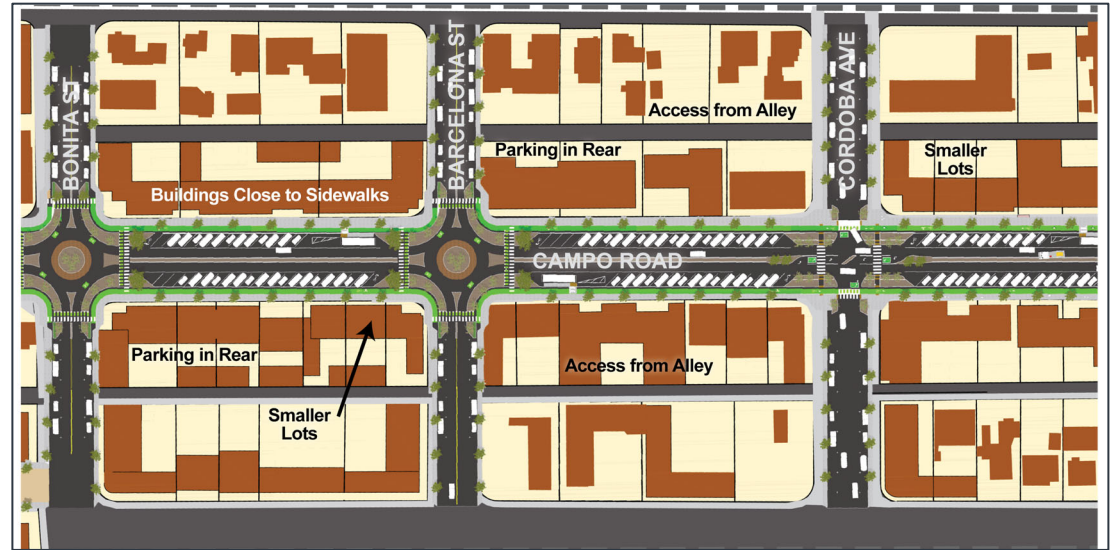 BONITA ST
BARCELONA ST
CORDOBA AVE
Access from Alley
Parking in Rear
Smaller
Lots
Buildings Close to Sidewalks
CAMPO ROAD
Parking in Rear
Access from Alley
Smaller
Lots